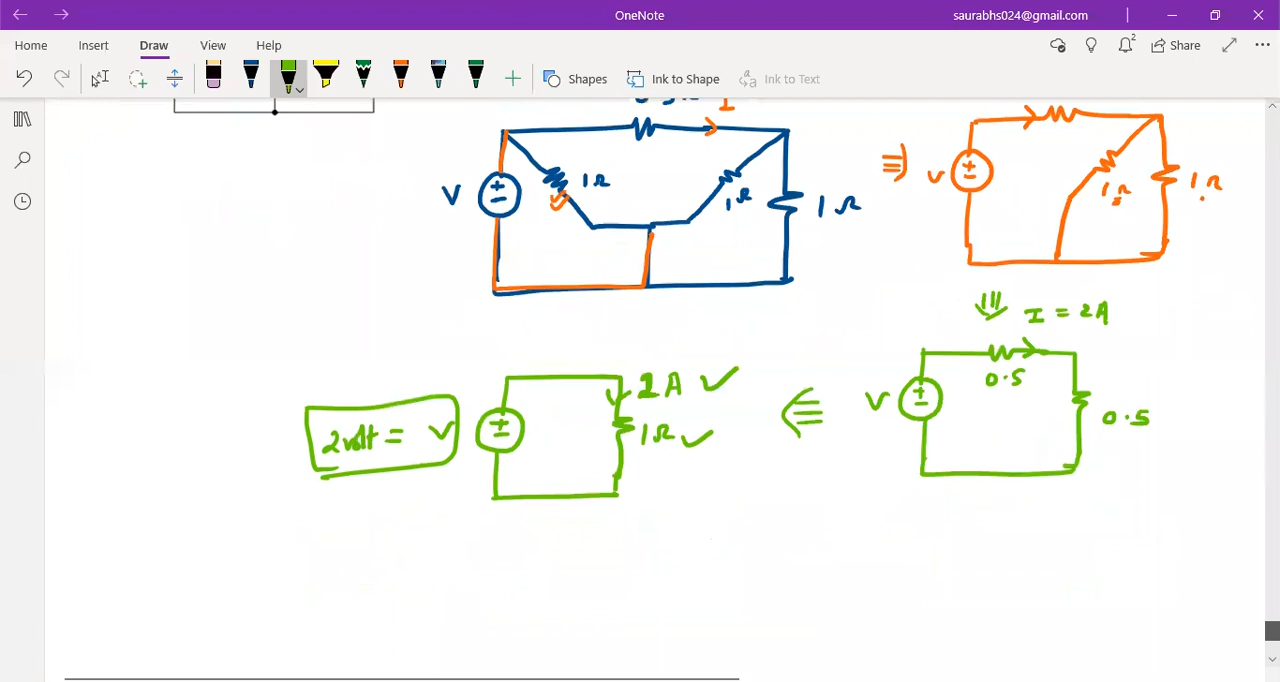 OneNote
saurabhs024@gmail.com
Home Insert Draw View Help
Share
Shapes Ink to Shape Ink to Text
I
V
1Ω
1Ω
1Ω
V
1Ω
1Ω
I = 2A
V
0.5
0.5
2A
1Ω
2volt = V